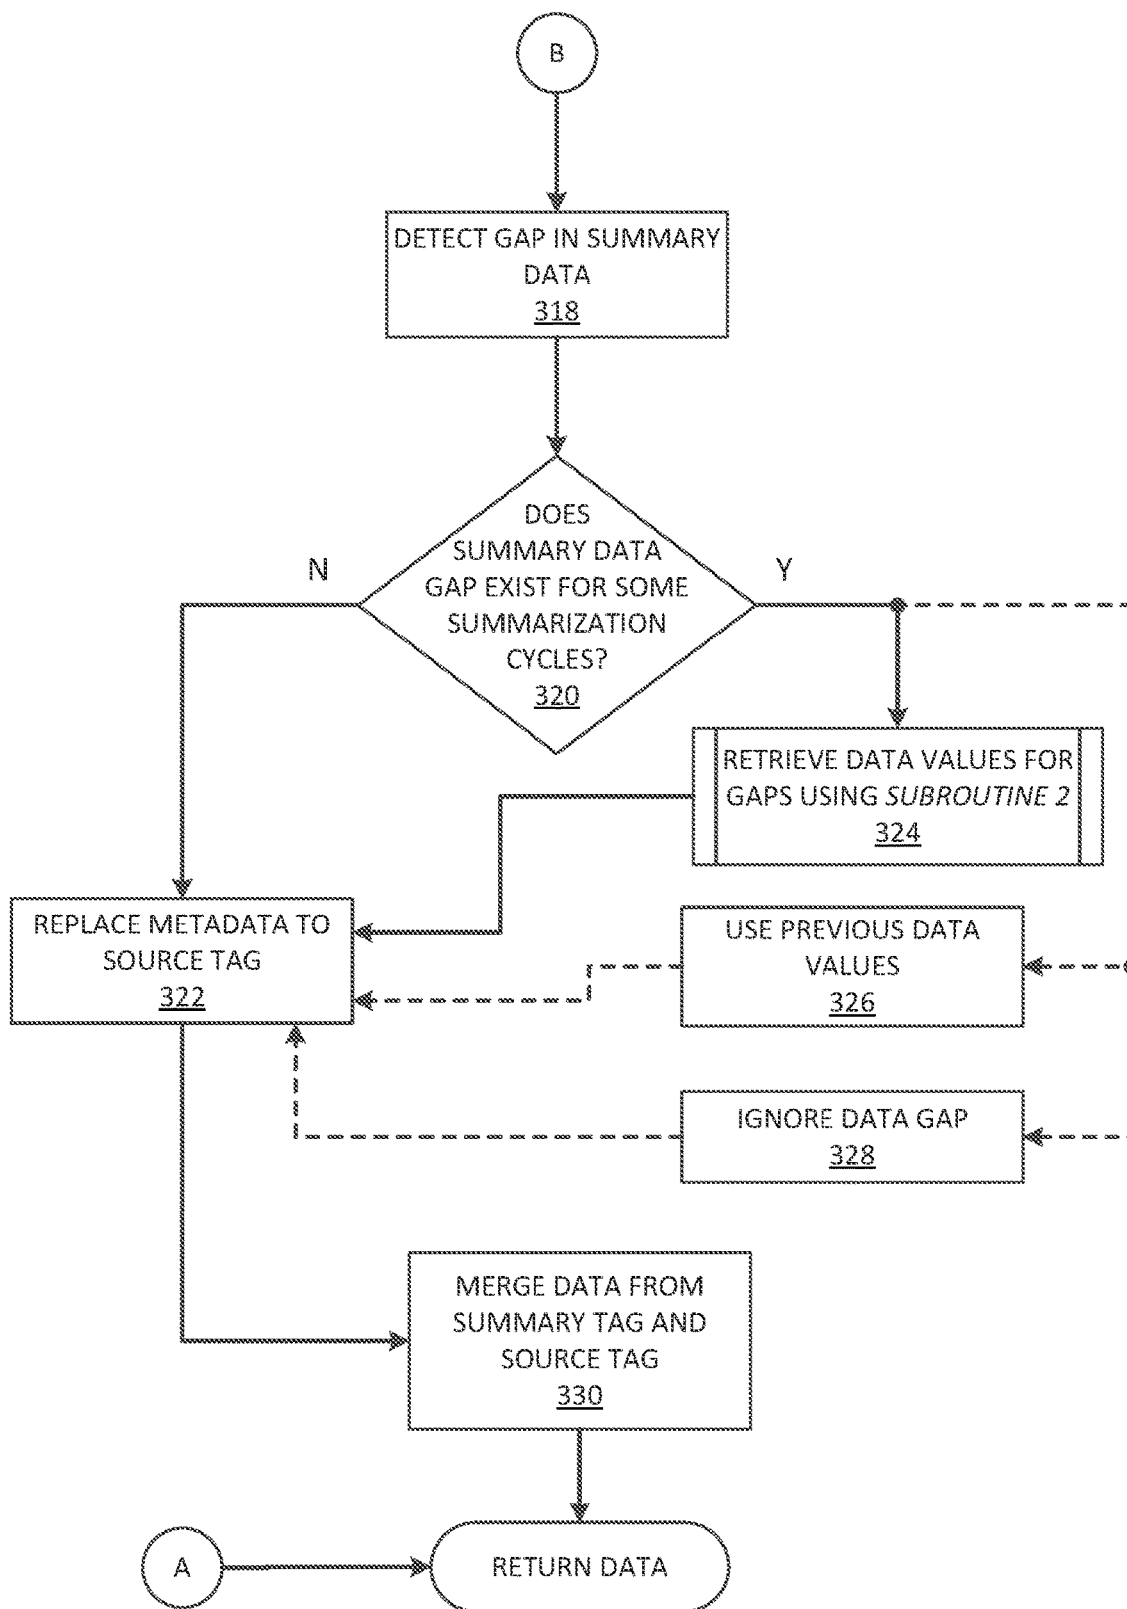 B
DETECT GAP IN SUMMARY
DATA
318
DOES
SUMMARY DATA
GAP EXIST FOR SOME
SUMMARIZATION
CYCLES?
320
N
Y
RETRIEVE DATA VALUES FOR
GAPS USING SUBROUTINE 2
324
REPLACE METADATA TO
SOURCE TAG
322
USE PREVIOUS DATA
VALUES
326
IGNORE DATA GAP
328
MERGE DATA FROM
SUMMARY TAG AND
SOURCE TAG
330
A
RETURN DATA